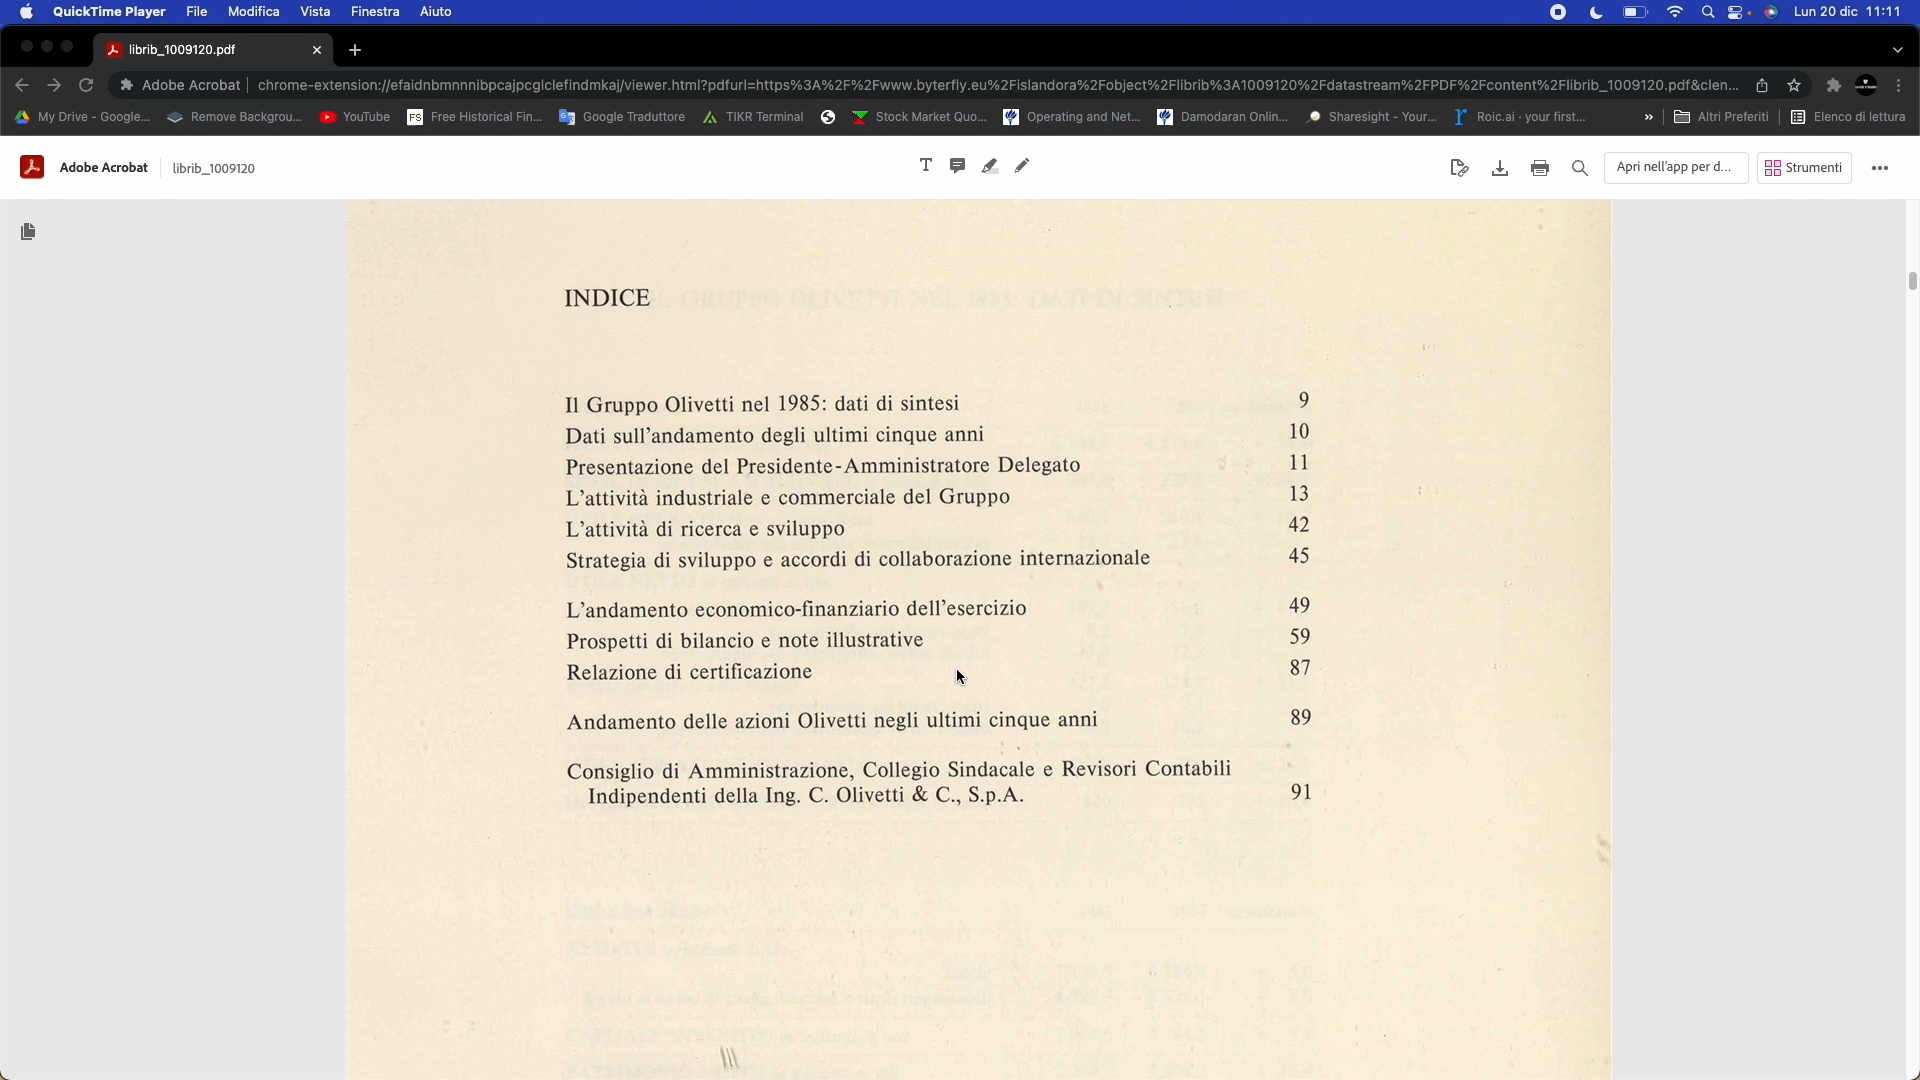 QuickTime Player File Modifica Vista Finestra Aiuto Lun 20 dic 11:11
librib_1009120.pdf
Adobe Acrobat chrome-extension://efaidnbmnnnibpcajpcglclefindmkaj/viewer.html?pdfurl=https%3A%2F%2Fwww.byterfly.eu%2Fislandora%2Fobject%2Flibrib%3A1009120%2Fdatastream%2FPDF%2Fcontent%2Flibrib_1009120.pdf&clen...
My Drive - Google... Remove Backgrou... YouTube FS Free Historical Fin... Google Traduttore TIKR Terminal Stock Market Quo... Operating and Net... Damodaran Onlin... Sharesight - Your... r Roic.ai - your first... » Altri Preferiti Elenco di lettura
Adobe Acrobat librib_1009120 Apri nell'app per d... Strumenti
INDICE
Il Gruppo Olivetti nel 1985: dati di sintesi 9
Dati sull'andamento degli ultimi cinque anni 10
Presentazione del Presidente-Amministratore Delegato 11
L'attività industriale e commerciale del Gruppo 13
L'attività di ricerca e sviluppo 42
Strategia di sviluppo e accordi di collaborazione internazionale 45
L'andamento economico-finanziario dell'esercizio 49
Prospetti di bilancio e note illustrative 59
Relazione di certificazione 87
Andamento delle azioni Olivetti negli ultimi cinque anni 89
Consiglio di Amministrazione, Collegio Sindacale e Revisori Contabili
Indipendenti della Ing. C. Olivetti & C., S.p.A. 91